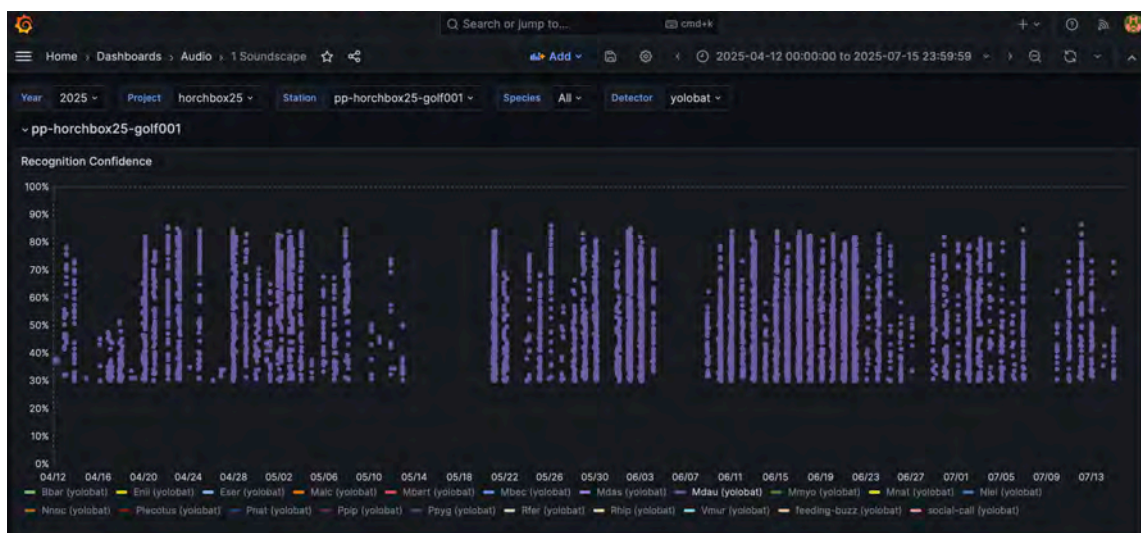 Search or jump to... cmd+k
Home › Dashboards › Audio › 1 Soundscape Add 2025-04-12 00:00:00 to 2025-07-15 23:59:59
Year 2025 Project horchbox25 Station pp-horchbox25-golf001 Species All Detector yolobat
pp-horchbox25-golf001
Recognition Confidence
100%
90%
80%
70%
60%
50%
40%
30%
20%
10%
0%
04/12 04/16 04/20 04/24 04/28 05/02 05/06 05/10 05/14 05/18 05/22 05/26 05/30 06/03 06/07 06/11 06/15 06/19 06/23 06/27 07/01 07/05 07/09 07/13
Bbar (yolobat) Enil (yolobat) Eser (yolobat) Malc (yolobat) Mbart (yolobat) Mbec (yolobat) Mdas (yolobat) Mdau (yolobat) Mmyo (yolobat) Mnat (yolobat) Nlei (yolobat)
Nnoc (yolobat) Plecotus (yolobat) Pnat (yolobat) Ppip (yolobat) Ppyg (yolobat) Rfer (yolobat) Rhip (yolobat) Vmur (yolobat) feeding-buzz (yolobat) social-call (yolobat)